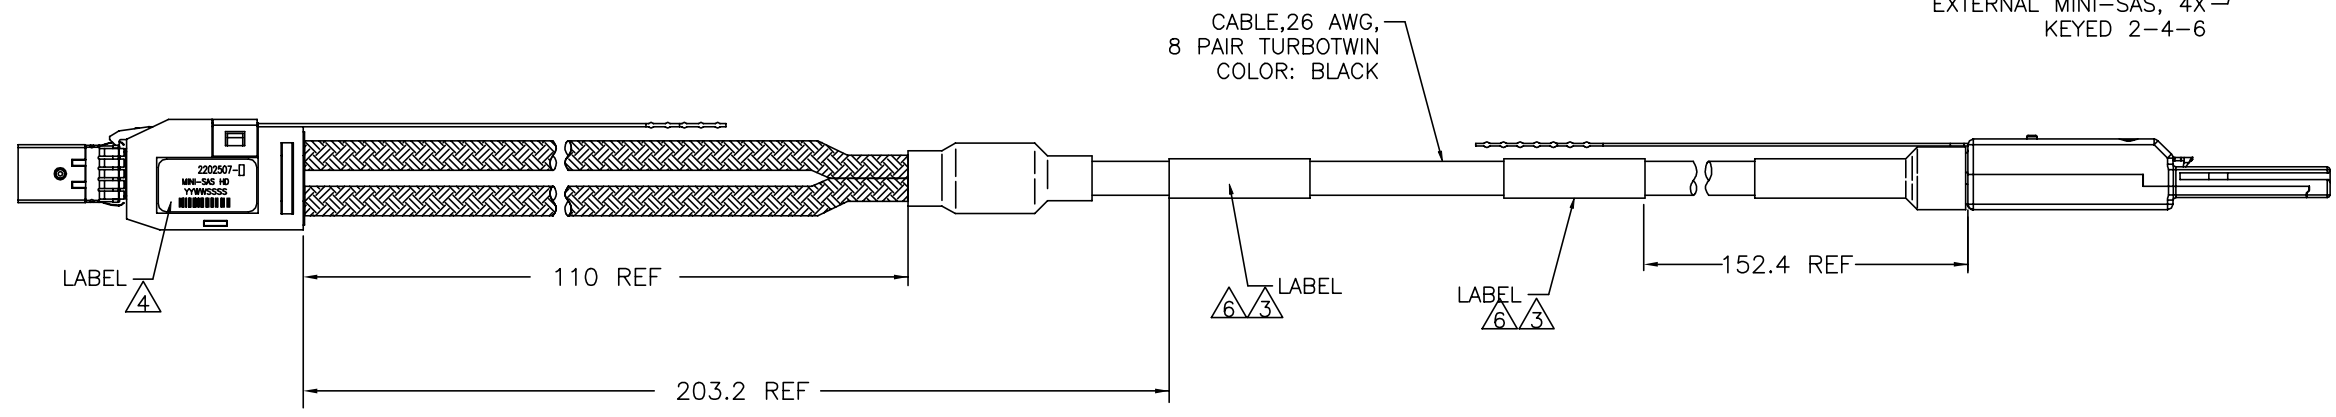 EXTERNAL MINI-SAS, 4X
KEYED 2-4-6
CABLE,26 AWG,
8 PAIR TURBOTWIN
COLOR: BLACK
2202507-
MINI-SAS HD
YYWWSSSS
LABEL
4
110 REF
LABEL
6 3
LABEL
6 3
152.4 REF
203.2 REF